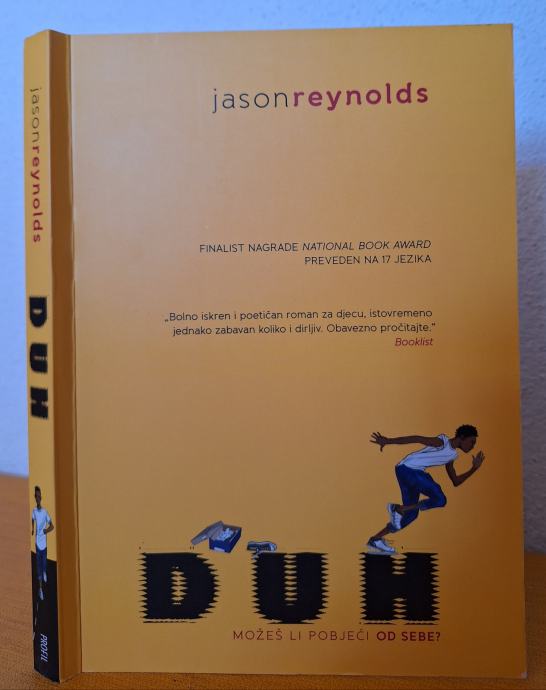 jasonreynolds
DUH
PROFIL
jasonreynolds
FINALIST NAGRADE NATIONAL BOOK AWARD
PREVEDEN NA 17 JEZIKA
„Bolno iskren i poetičan roman za djecu, istovremeno
jednako zabavan koliko i dirljiv. Obavezno pročitajte.”
Booklist
DUH
MOŽEŠ LI POBJEĆI OD SEBE?